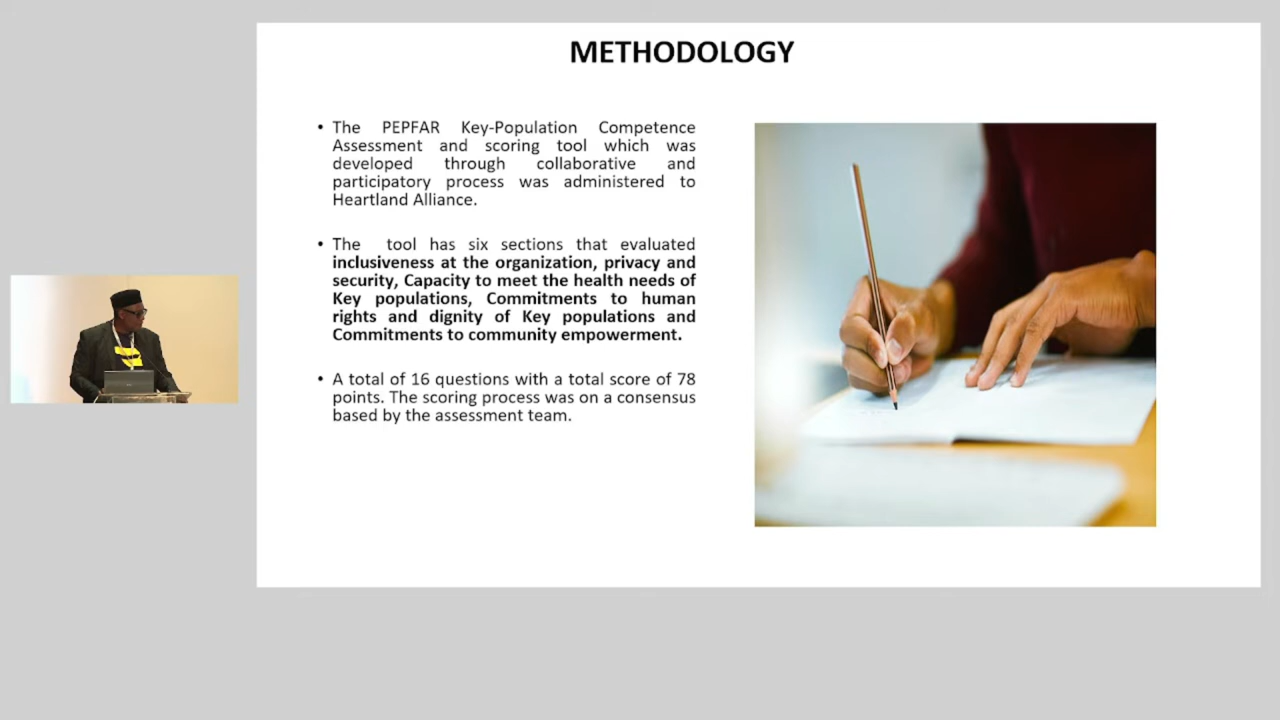 METHODOLOGY
• The PEPFAR Key-Population Competence
Assessment and scoring tool which was
developed through collaborative and
participatory process was administered to
Heartland Alliance.
• The tool has six sections that evaluated
inclusiveness at the organization, privacy and
security, Capacity to meet the health needs of
Key populations, Commitments to human
rights and dignity of Key populations and
Commitments to community empowerment.
• A total of 16 questions with a total score of 78
points. The scoring process was on a consensus
based by the assessment team.